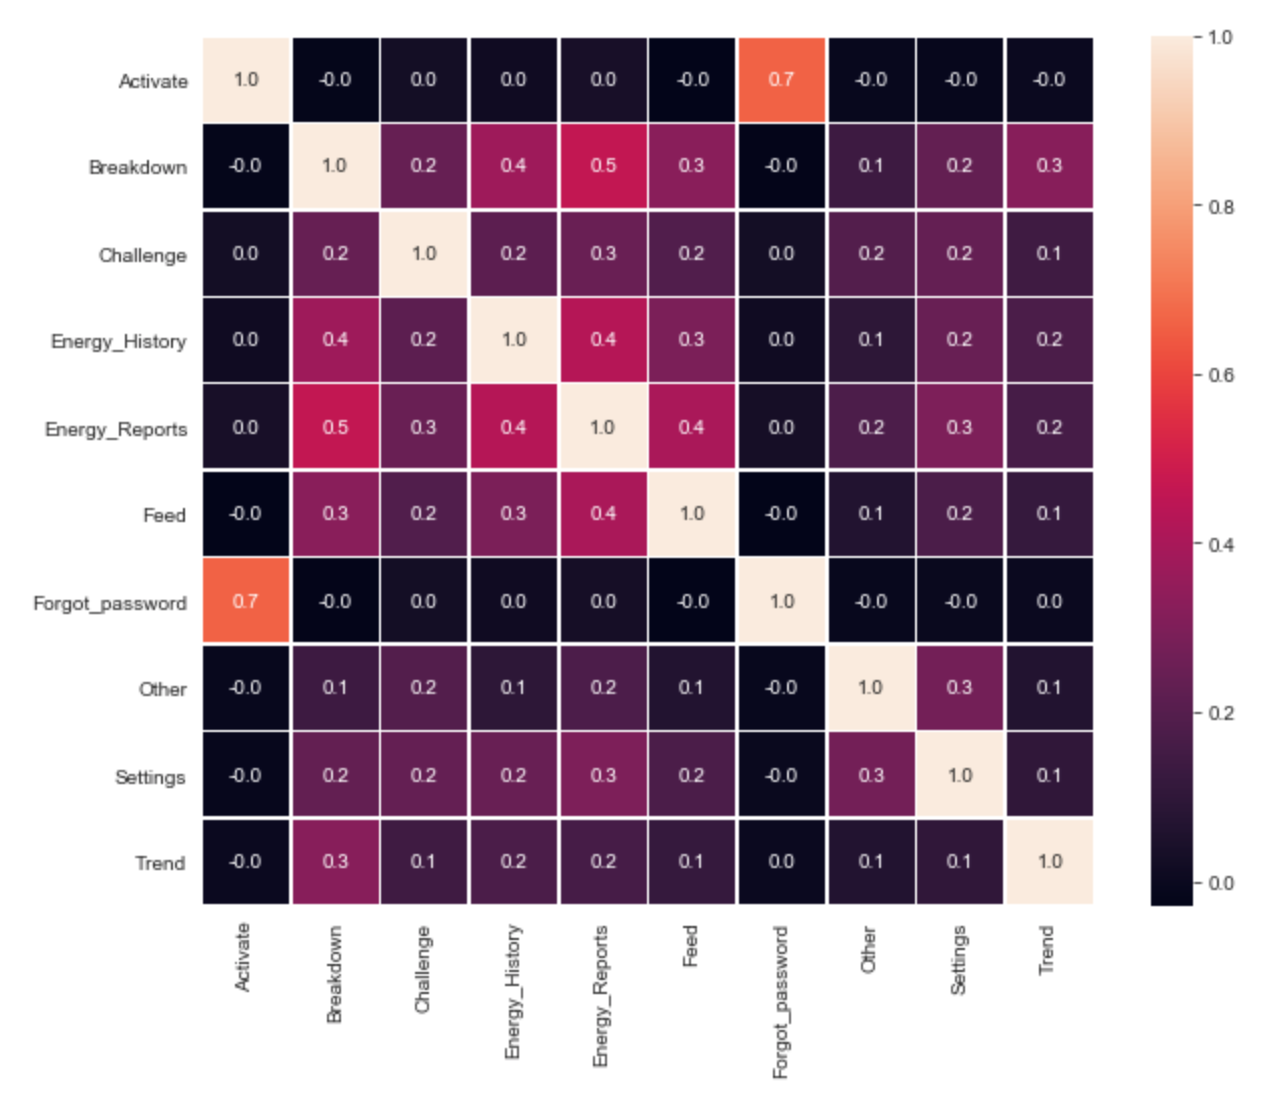 Activate 1.0 -0.0 0.0 0.0 0.0 -0.0 0.7 -0.0 -0.0 -0.0
Breakdown -0.0 1.0 0.2 0.4 0.5 0.3 -0.0 0.1 0.2 0.3
Challenge 0.0 0.2 1.0 0.2 0.3 0.2 0.0 0.2 0.2 0.1
Energy_History 0.0 0.4 0.2 1.0 0.4 0.3 0.0 0.1 0.2 0.2
Energy_Reports 0.0 0.5 0.3 0.4 1.0 0.4 0.0 0.2 0.3 0.2
Feed -0.0 0.3 0.2 0.3 0.4 1.0 -0.0 0.1 0.2 0.1
Forgot_password 0.7 -0.0 0.0 0.0 0.0 -0.0 1.0 -0.0 -0.0 0.0
Other -0.0 0.1 0.2 0.1 0.2 0.1 -0.0 1.0 0.3 0.1
Settings -0.0 0.2 0.2 0.2 0.3 0.2 -0.0 0.3 1.0 0.1
Trend -0.0 0.3 0.1 0.2 0.2 0.1 0.0 0.1 0.1 1.0
Activate
Breakdown
Challenge
Energy_History
Energy_Reports
Feed
Forgot_password
Other
Settings
Trend
1.0
0.8
0.6
0.4
0.2
0.0